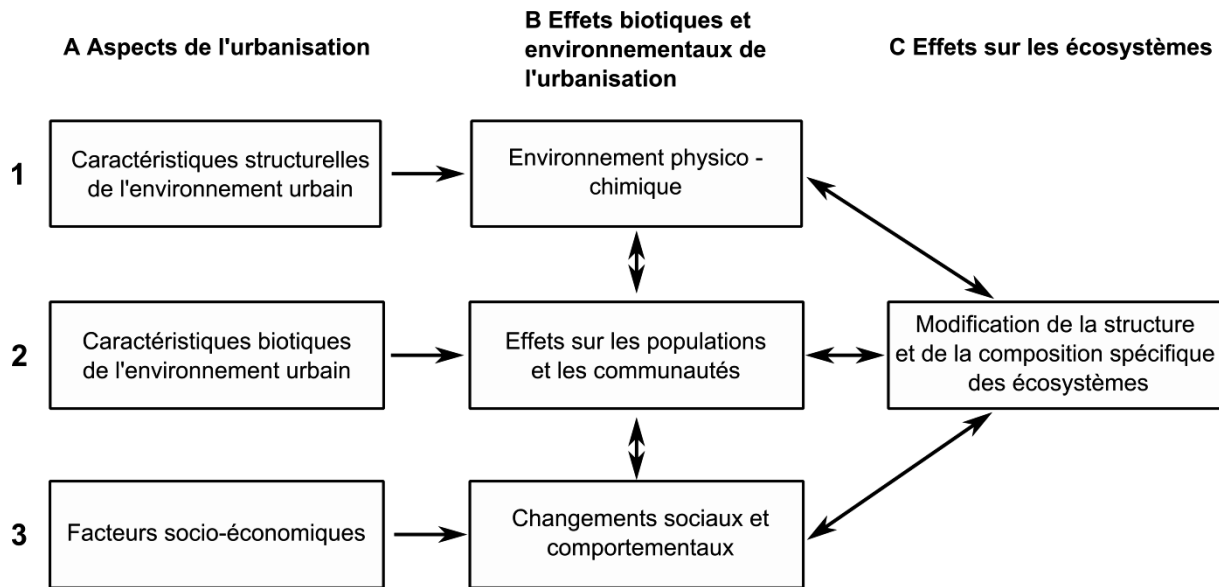 A Aspects de l'urbanisation
B Effets biotiques et
environnementaux de
l'urbanisation
C Effets sur les écosystèmes
1
Caractéristiques structurelles
de l'environnement urbain
Environnement physico -
chimique
2
Caractéristiques biotiques
de l'environnement urbain
Effets sur les populations
et les communautés
Modification de la structure
et de la composition spécifique
des écosystèmes
3
Facteurs socio-économiques
Changements sociaux et
comportementaux